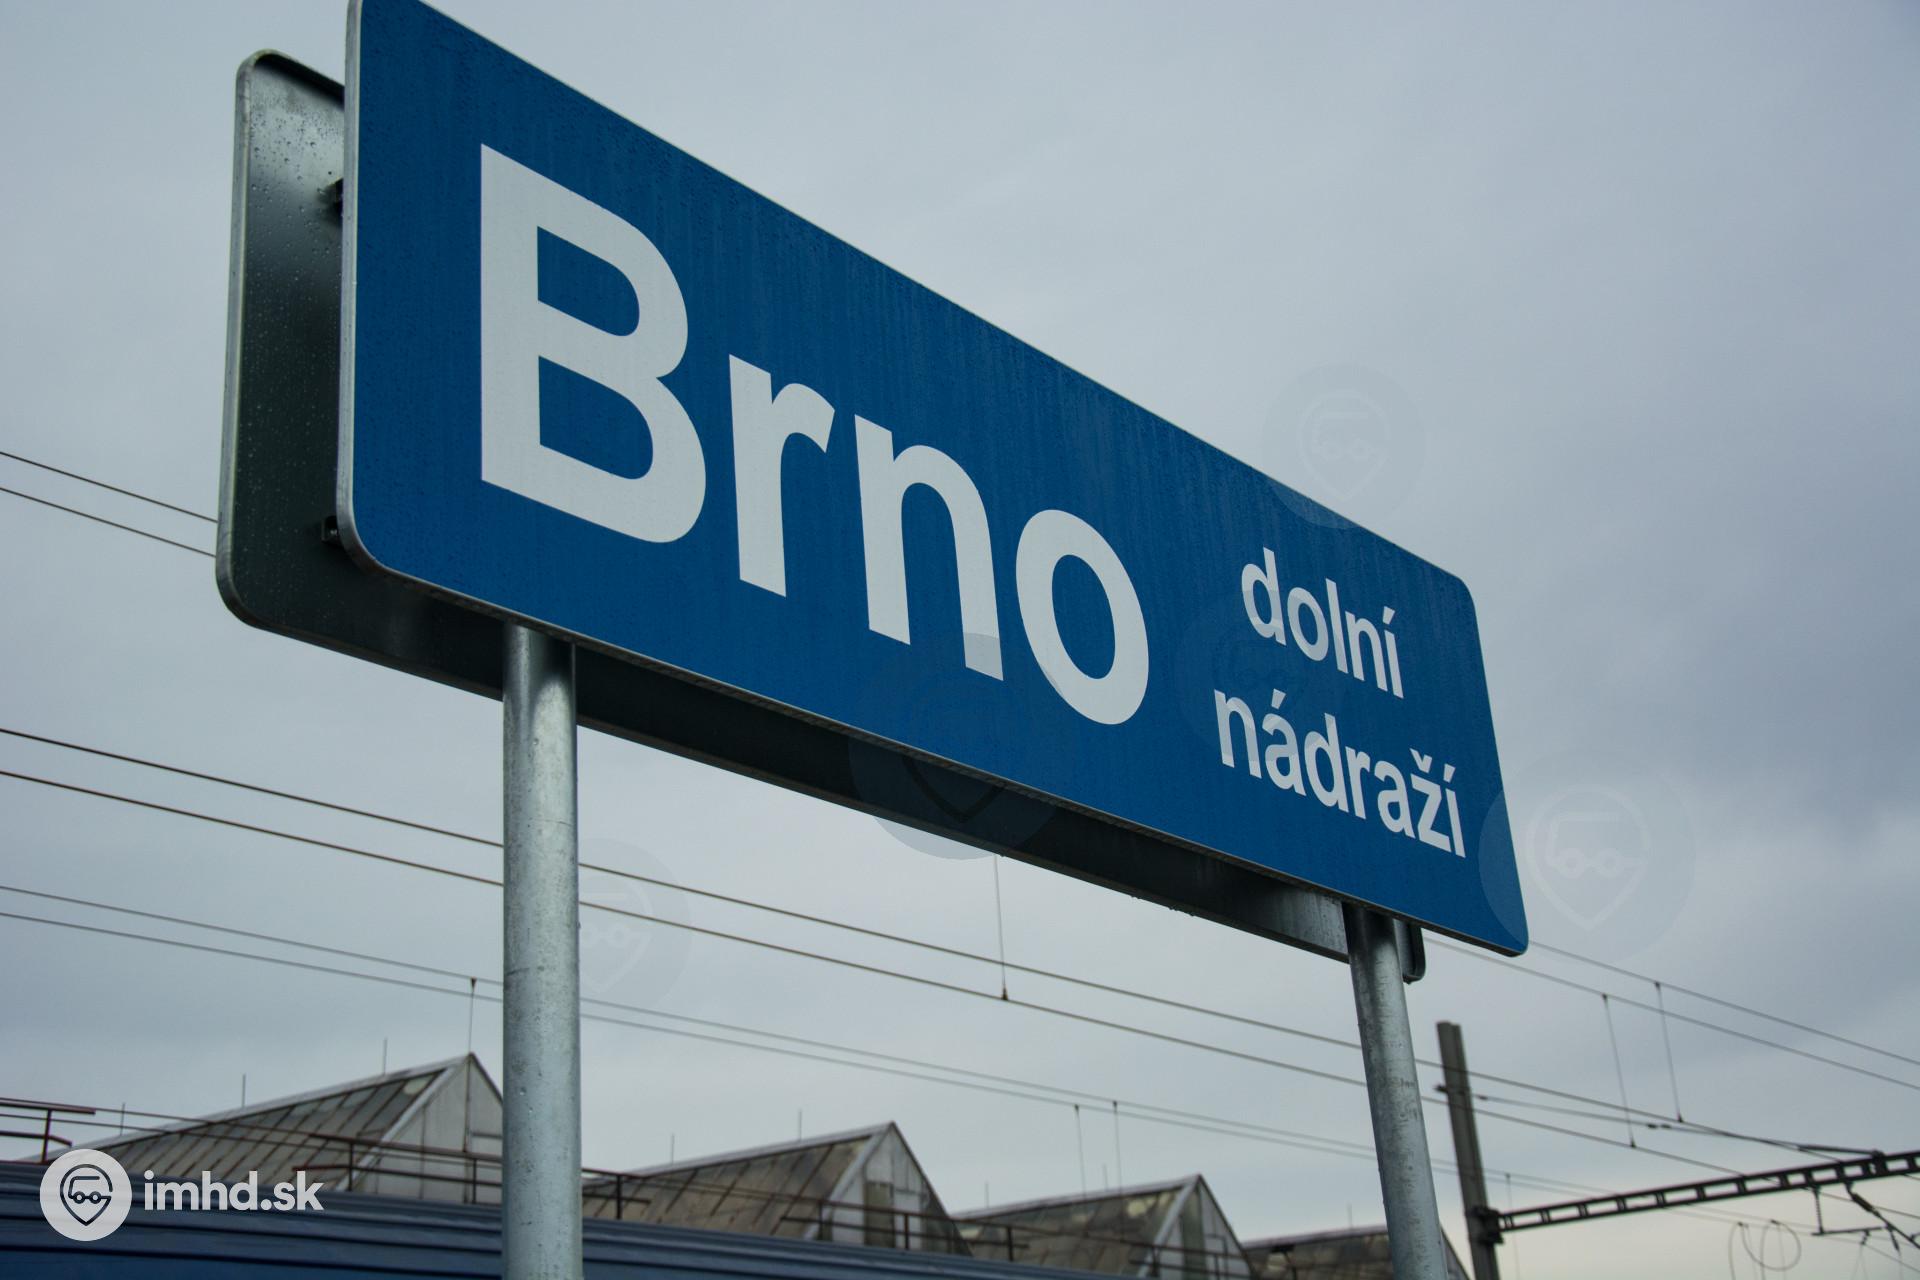 Brno
dolní
nádraží
imhd.sk